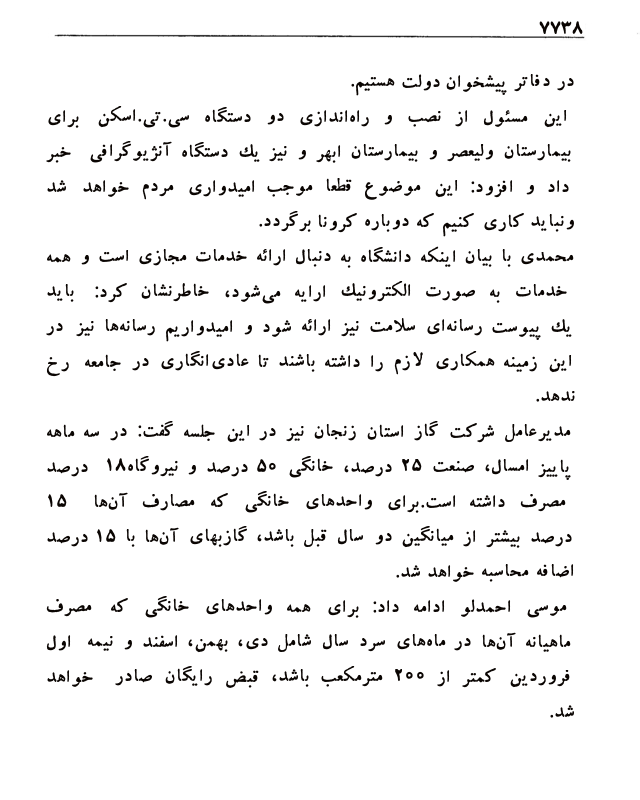 ۷۷۳۸
در دفاتر پیشخوان دولت هستیم.
این مسئول از نصب و راه‌اندازی دو دستگاه سی.تی.اسکن برای
بیمارستان ولیعصر و بیمارستان ابهر و نیز یك دستگاه آنژیوگرافی خبر
داد و افزود: این موضوع قطعا موجب امیدواری مردم خواهد شد
ونباید کاری کنیم که دوباره کرونا برگردد.
محمدی با بیان اینکه دانشگاه به دنبال ارائه خدمات مجازی است و همه
خدمات به صورت الکترونیك ارایه می‌شود، خاطرنشان کرد: باید
یك پیوست رسانه‌ای سلامت نیز ارائه شود و امیدواریم رسانه‌ها نیز در
این زمینه همکاری لازم را داشته باشند تا عادی‌انگاری در جامعه رخ
ندهد.
مدیرعامل شرکت گاز استان زنجان نیز در این جلسه گفت: در سه ماهه
پاییز امسال، صنعت ۲۵ درصد، خانگی ۵۰ درصد و نیروگاه۱۸ درصد
مصرف داشته است.برای واحدهای خانگی که مصارف آن‌ها ۱۵
درصد بیشتر از میانگین دو سال قبل باشد، گازبهای آن‌ها با ۱۵ درصد
اضافه محاسبه خواهد شد.
موسی احمدلو ادامه داد: برای همه واحدهای خانگی که مصرف
ماهیانه آن‌ها در ماه‌های سرد سال شامل دی، بهمن، اسفند و نیمه اول
فروردین کمتر از ۲۰۰ مترمکعب باشد، قبض رایگان صادر خواهد
شد.